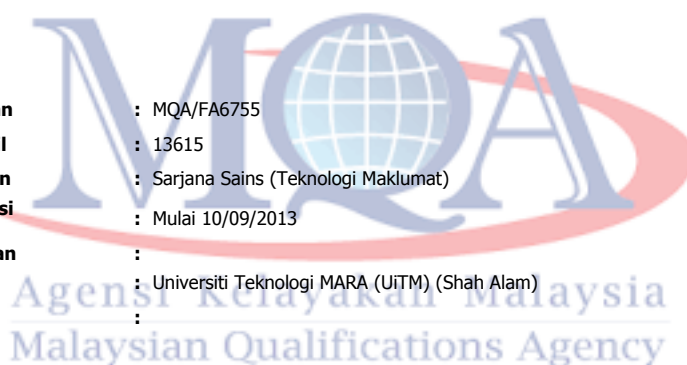 MQA
an : MQA/FA6755
l : 13615
n : Sarjana Sains (Teknologi Maklumat)
si : Mulai 10/09/2013
an :
: Universiti Teknologi MARA (UiTM) (Shah Alam)
:
Agensi Kelayakan Malaysia
Malaysian Qualifications Agency